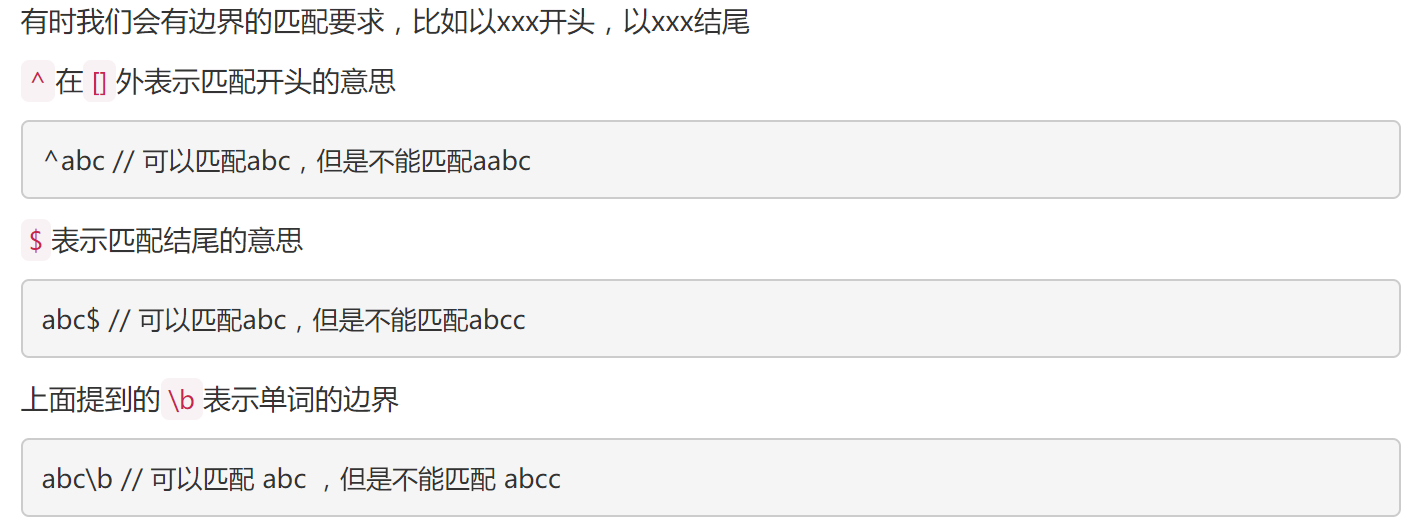 有时我们会有边界的匹配要求，比如以xxx开头，以xxx结尾
^在[]外表示匹配开头的意思
^abc // 可以匹配abc，但是不能匹配aabc
$表示匹配结尾的意思
abc$ // 可以匹配abc，但是不能匹配abcc
上面提到的\b表示单词的边界
abc\b // 可以匹配 abc ，但是不能匹配 abcc